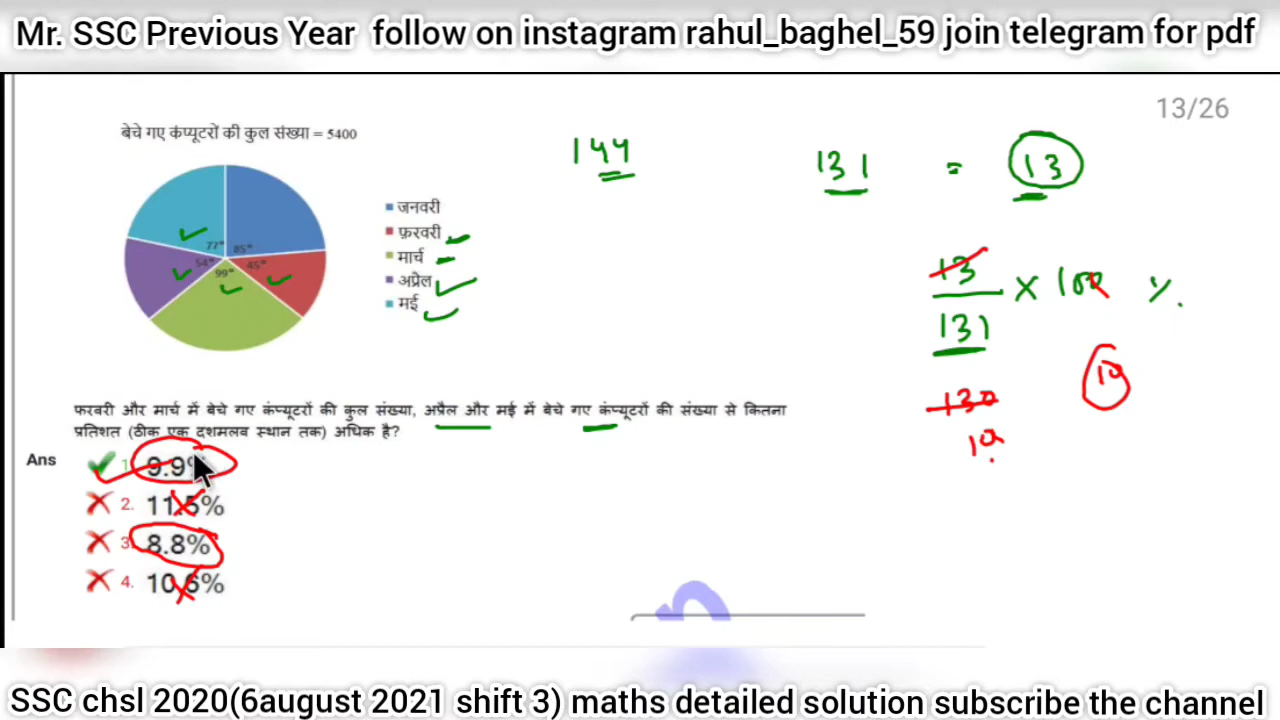 Mr. SSC Previous Year follow on instagram rahul_baghel_59 join telegram for pdf
13/26
बेचे गए कंप्यूटरों की कुल संख्या = 5400
144
131 = 13
77° 85°
54° 45°
99°
जनवरी
फ़रवरी
मार्च
अप्रैल
मई
13
131
× 100 %
130
10
10
फरवरी और मार्च में बेचे गए कंप्यूटरों की कुल संख्या, अप्रैल और मई में बेचे गए कंप्यूटरों की संख्या से कितना
प्रतिशत (ठीक एक दशमलव स्थान तक) अधिक है?
Ans
1. 9.9%
2. 11.5%
3. 8.8%
4. 10.6%
SSC chsl 2020(6august 2021 shift 3) maths detailed solution subscribe the channel